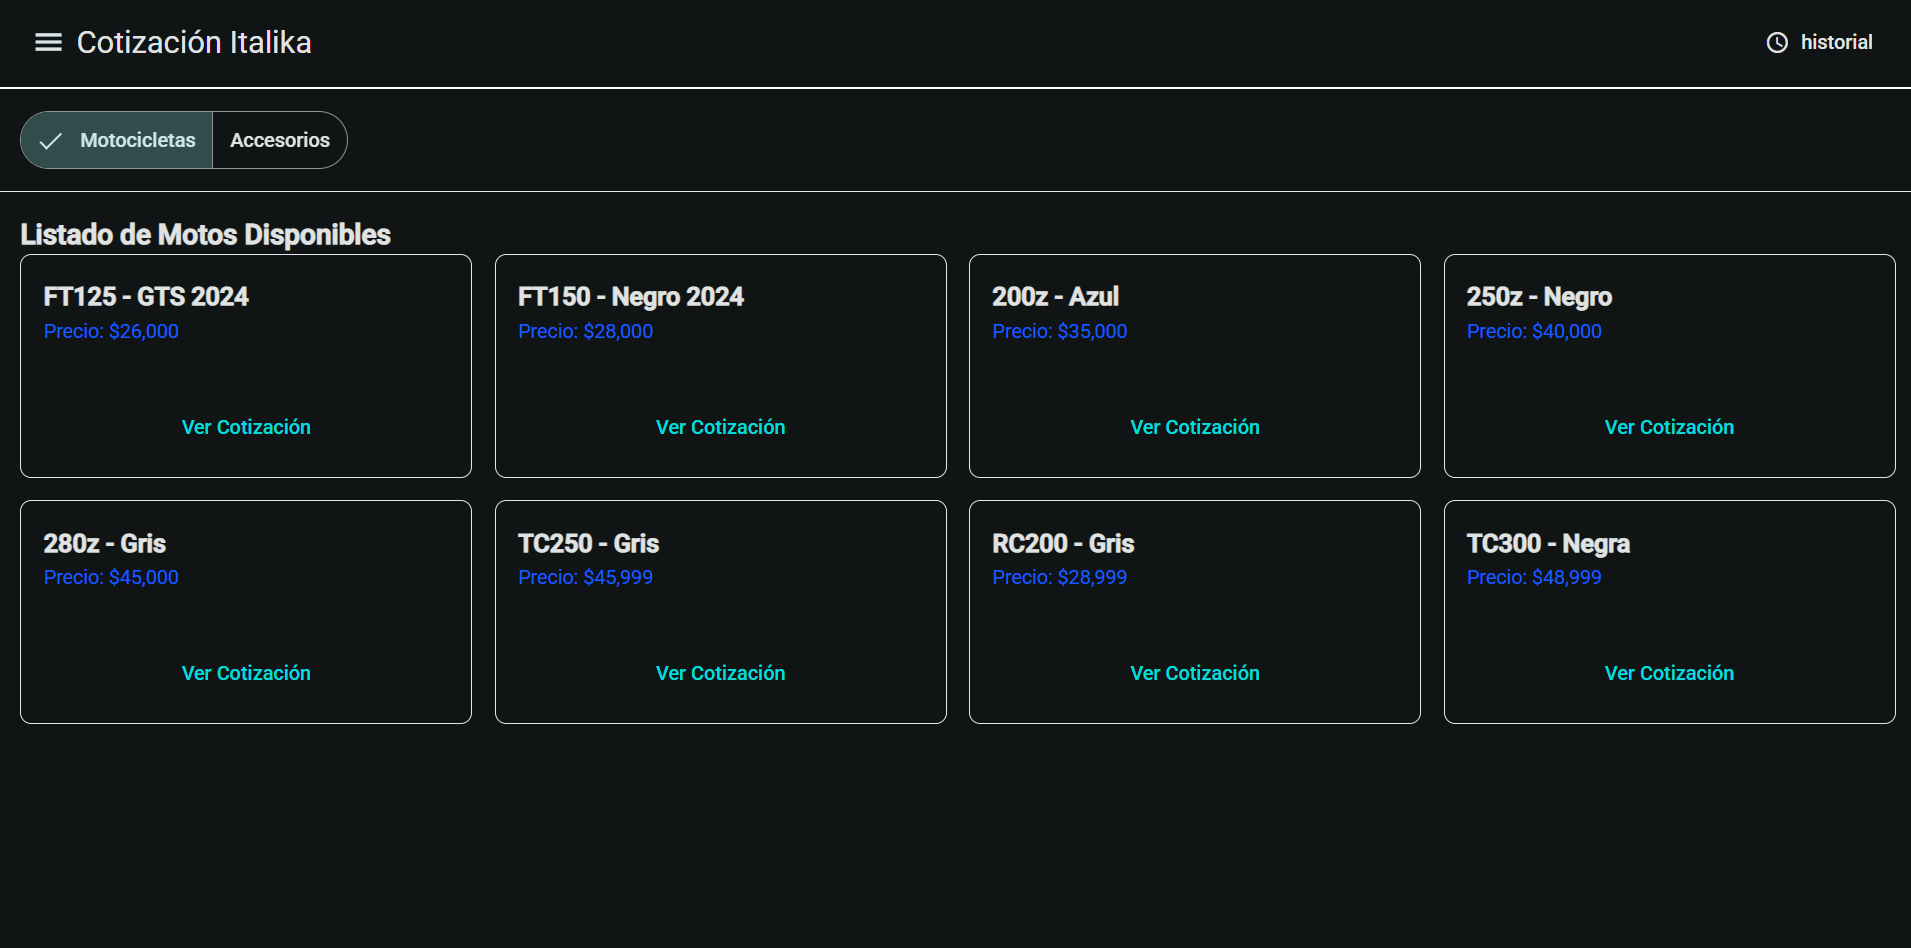 Cotización Italika
historial
Motocicletas
Accesorios
Listado de Motos Disponibles
FT125 - GTS 2024
Precio: $26,000
Ver Cotización
FT150 - Negro 2024
Precio: $28,000
Ver Cotización
200z - Azul
Precio: $35,000
Ver Cotización
250z - Negro
Precio: $40,000
Ver Cotización
280z - Gris
Precio: $45,000
Ver Cotización
TC250 - Gris
Precio: $45,999
Ver Cotización
RC200 - Gris
Precio: $28,999
Ver Cotización
TC300 - Negra
Precio: $48,999
Ver Cotización